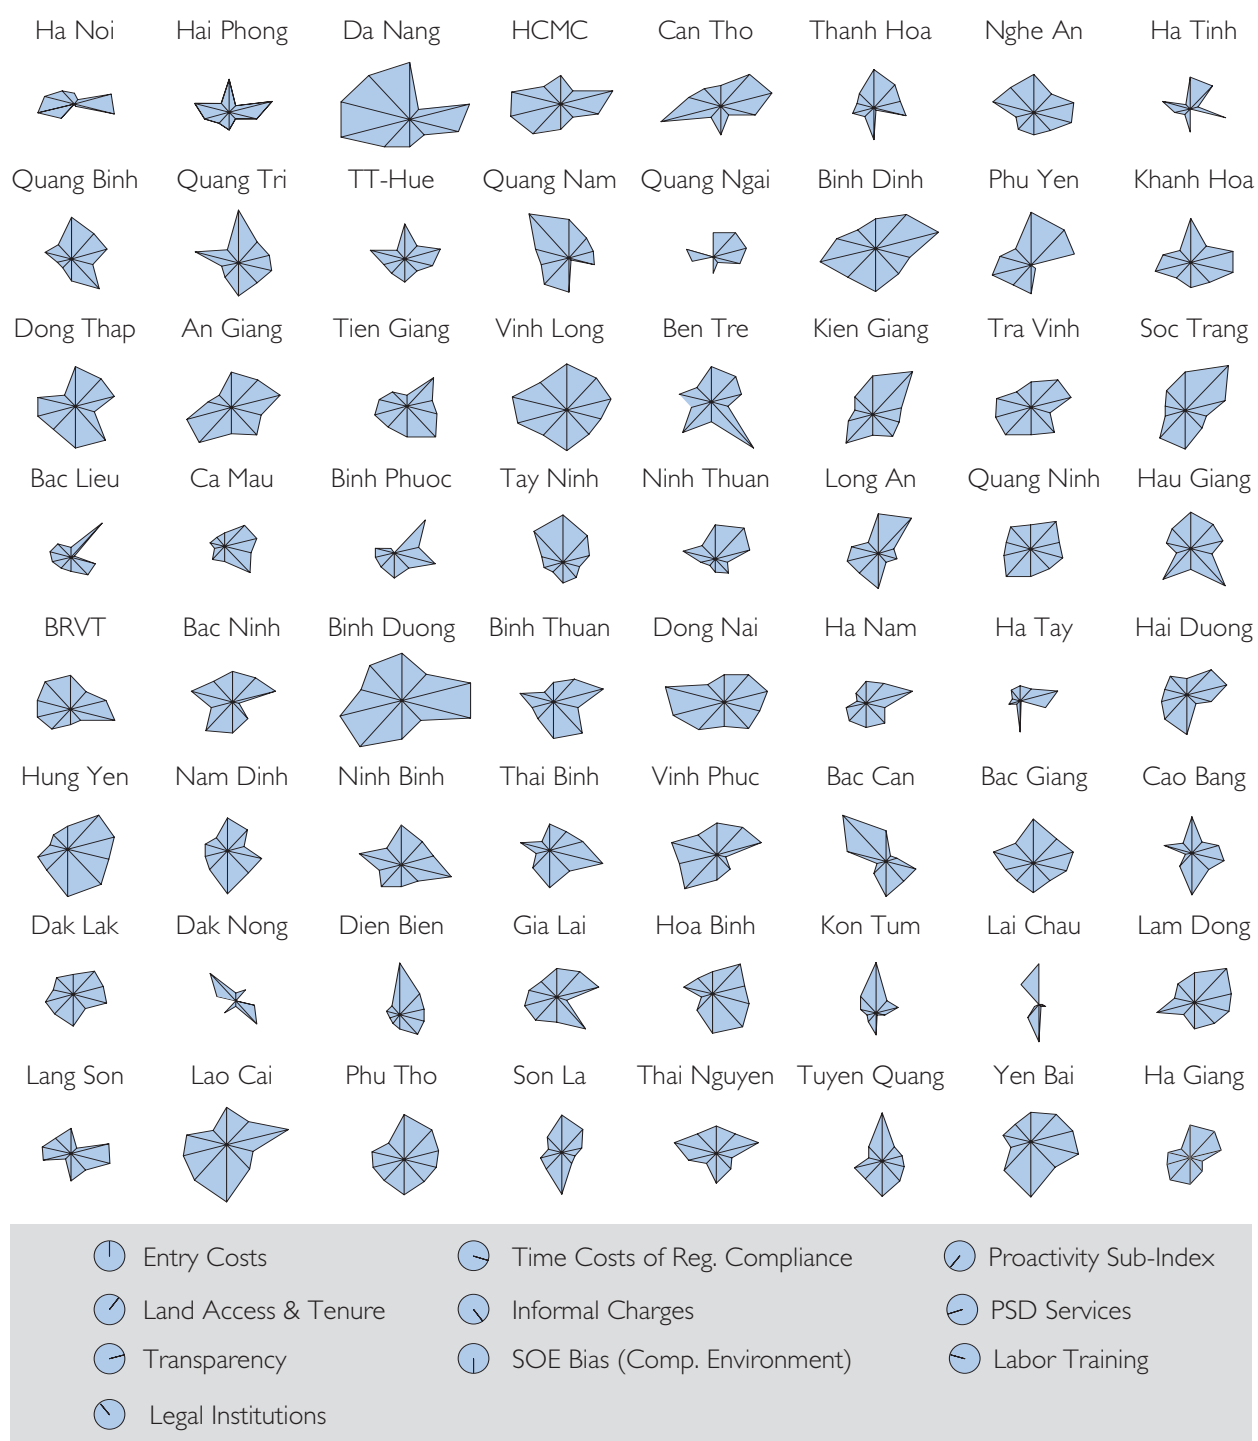 Ha Noi Hai Phong Da Nang HCMC Can Tho Thanh Hoa Nghe An Ha Tinh
Quang Binh Quang Tri TT-Hue Quang Nam Quang Ngai Binh Dinh Phu Yen Khanh Hoa
Dong Thap An Giang Tien Giang Vinh Long Ben Tre Kien Giang Tra Vinh Soc Trang
Bac Lieu Ca Mau Binh Phuoc Tay Ninh Ninh Thuan Long An Quang Ninh Hau Giang
BRVT Bac Ninh Binh Duong Binh Thuan Dong Nai Ha Nam Ha Tay Hai Duong
Hung Yen Nam Dinh Ninh Binh Thai Binh Vinh Phuc Bac Can Bac Giang Cao Bang
Dak Lak Dak Nong Dien Bien Gia Lai Hoa Binh Kon Tum Lai Chau Lam Dong
Lang Son Lao Cai Phu Tho Son La Thai Nguyen Tuyen Quang Yen Bai Ha Giang
Entry Costs Time Costs of Reg. Compliance Proactivity Sub-Index
Land Access & Tenure Informal Charges PSD Services
Transparency SOE Bias (Comp. Environment) Labor Training
Legal Institutions